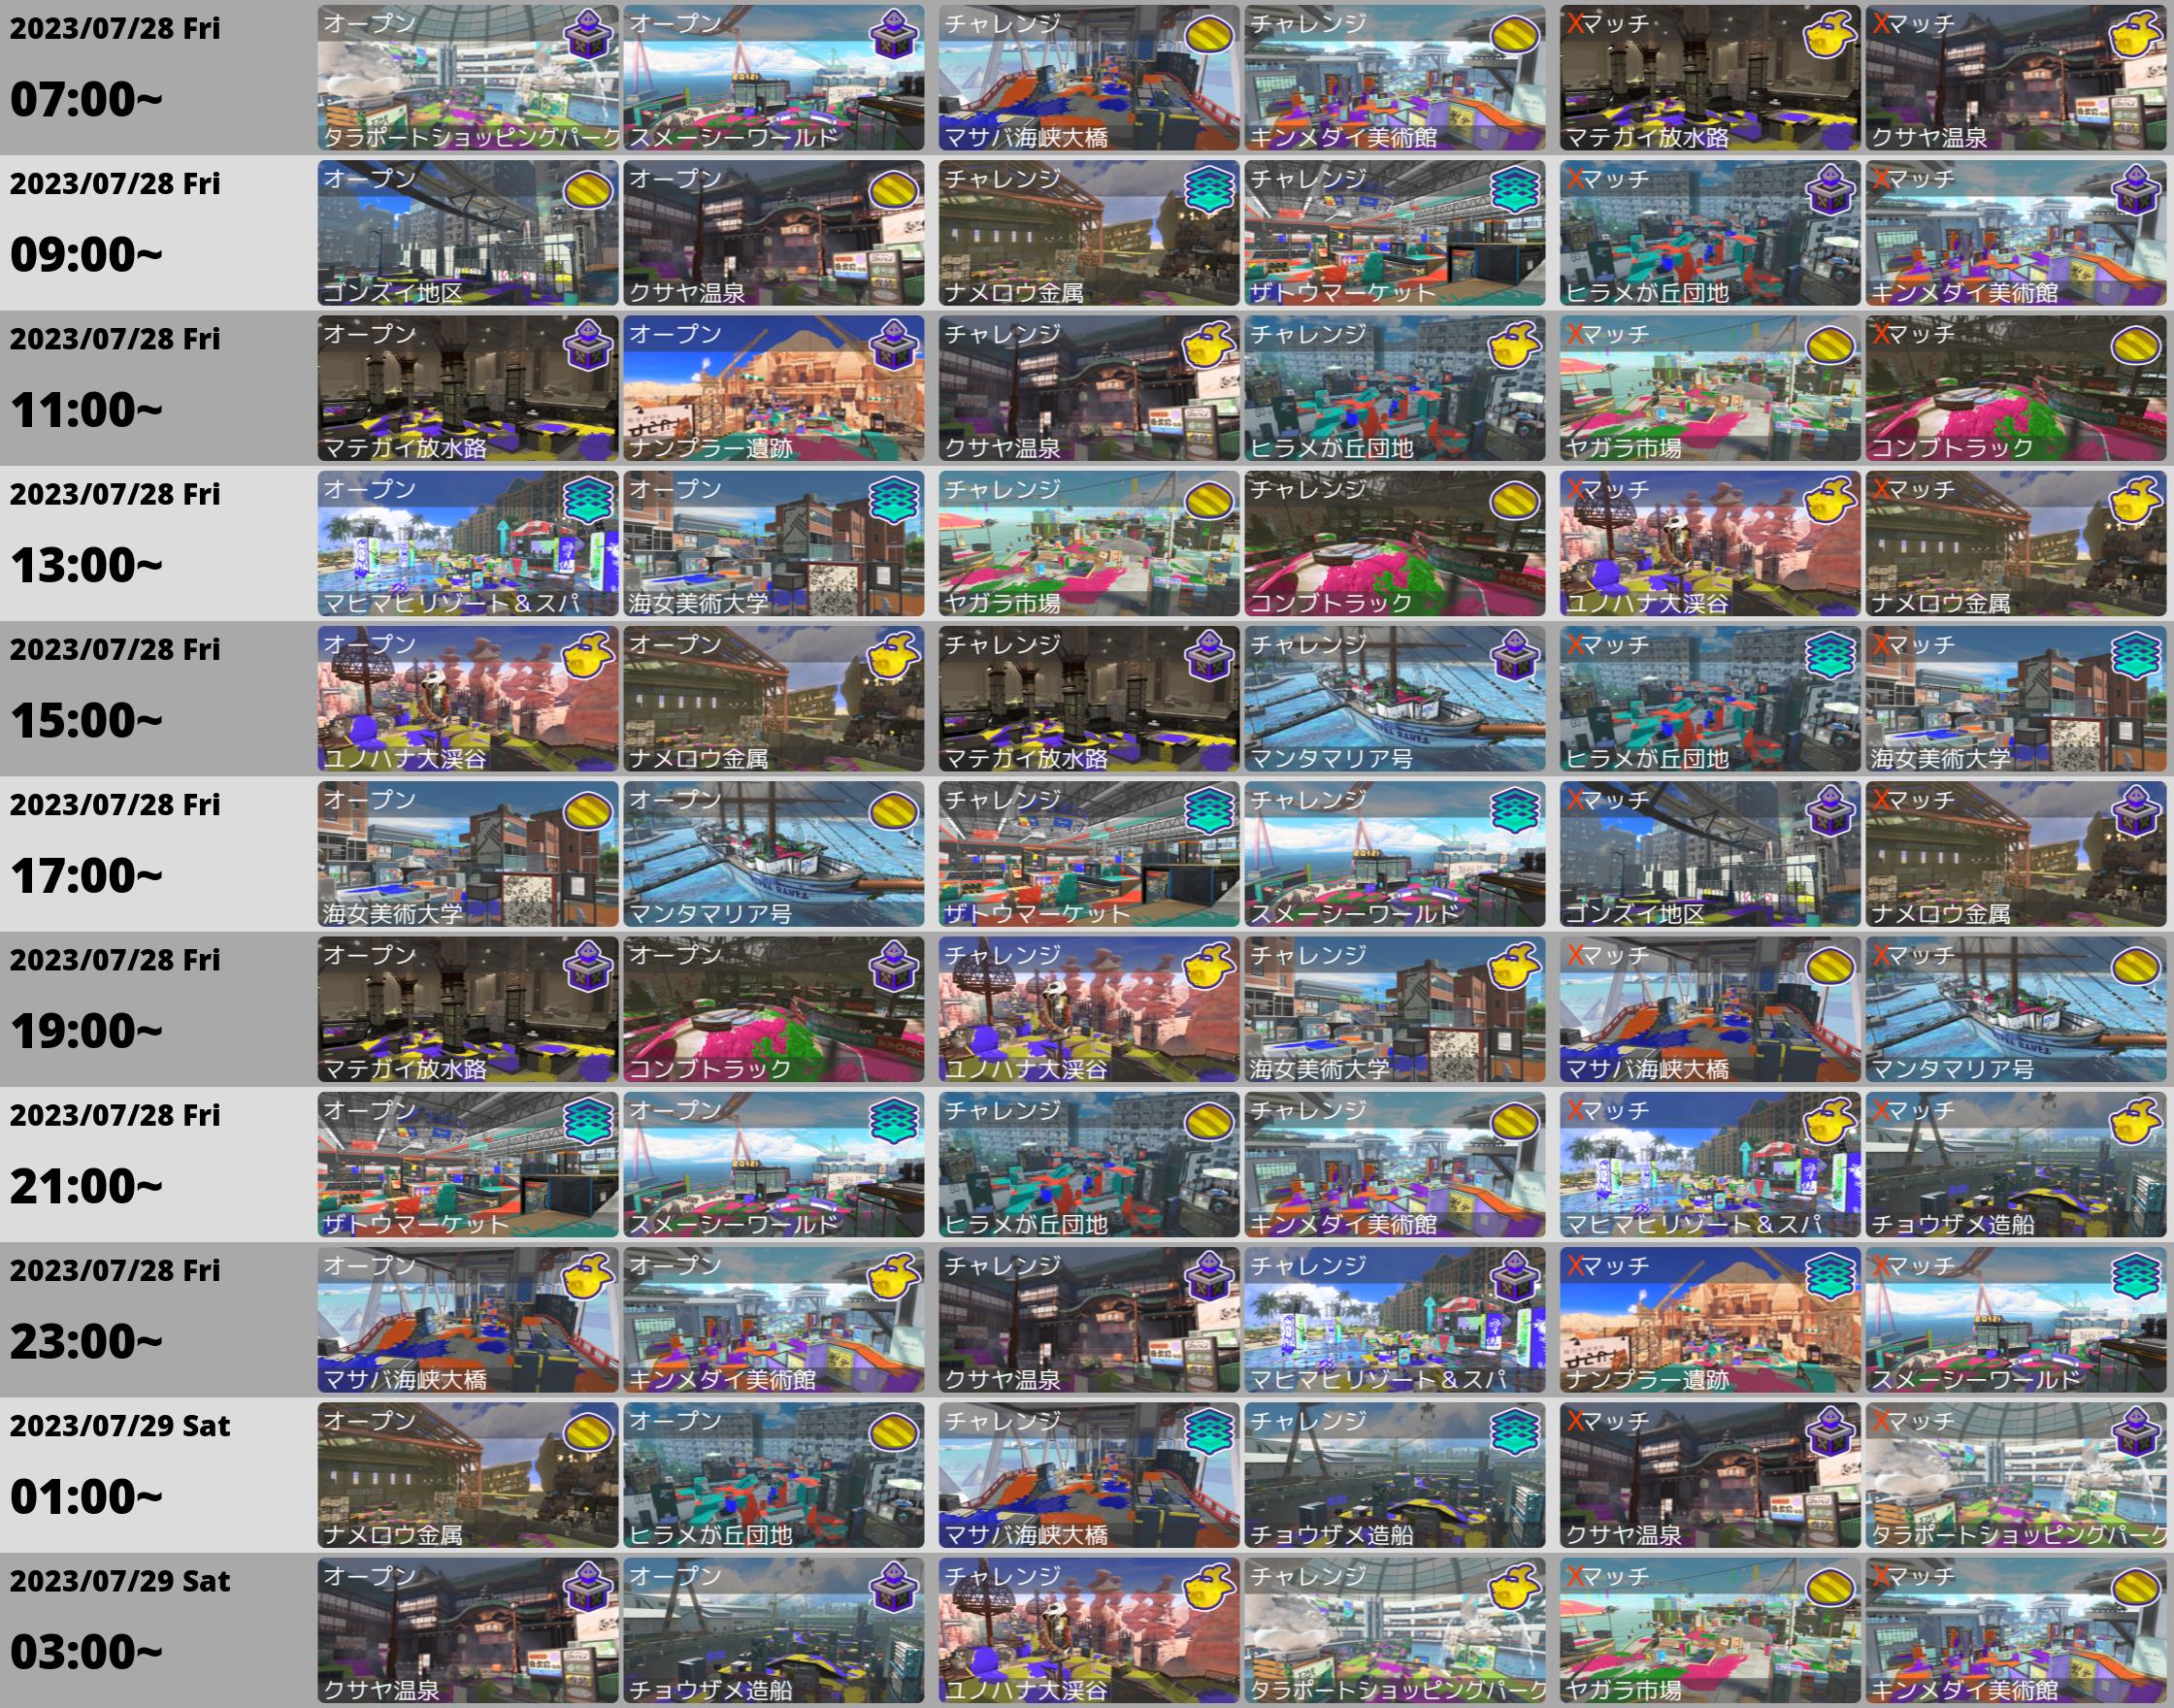 2023/07/28 Fri
07:00~
オープン
タラポートショッピングパーク
オープン
スメーシーワールド
チャレンジ
マサバ海峡大橋
チャレンジ
キンメダイ美術館
Xマッチ
マテガイ放水路
Xマッチ
クサヤ温泉
2023/07/28 Fri
09:00~
オープン
ゴンズイ地区
オープン
クサヤ温泉
チャレンジ
ナメロウ金属
チャレンジ
ザトウマーケット
Xマッチ
ヒラメが丘団地
Xマッチ
キンメダイ美術館
2023/07/28 Fri
11:00~
オープン
マテガイ放水路
オープン
ナンプラー遺跡
チャレンジ
クサヤ温泉
チャレンジ
ヒラメが丘団地
Xマッチ
ヤガラ市場
Xマッチ
コンブトラック
2023/07/28 Fri
13:00~
オープン
マヒマヒリゾート＆スパ
オープン
海女美術大学
チャレンジ
ヤガラ市場
チャレンジ
コンブトラック
Xマッチ
ユノハナ大渓谷
Xマッチ
ナメロウ金属
2023/07/28 Fri
15:00~
オープン
ユノハナ大渓谷
オープン
ナメロウ金属
チャレンジ
マテガイ放水路
チャレンジ
マンタマリア号
Xマッチ
ヒラメが丘団地
Xマッチ
海女美術大学
2023/07/28 Fri
17:00~
オープン
海女美術大学
オープン
マンタマリア号
チャレンジ
ザトウマーケット
チャレンジ
スメーシーワールド
Xマッチ
ゴンズイ地区
Xマッチ
ナメロウ金属
2023/07/28 Fri
19:00~
オープン
マテガイ放水路
オープン
コンブトラック
チャレンジ
ユノハナ大渓谷
チャレンジ
海女美術大学
Xマッチ
マサバ海峡大橋
Xマッチ
マンタマリア号
2023/07/28 Fri
21:00~
オープン
ザトウマーケット
オープン
スメーシーワールド
チャレンジ
ヒラメが丘団地
チャレンジ
キンメダイ美術館
Xマッチ
マヒマヒリゾート＆スパ
Xマッチ
チョウザメ造船
2023/07/28 Fri
23:00~
オープン
マサバ海峡大橋
オープン
キンメダイ美術館
チャレンジ
クサヤ温泉
チャレンジ
マヒマヒリゾート＆スパ
Xマッチ
ナンプラー遺跡
Xマッチ
スメーシーワールド
2023/07/29 Sat
01:00~
オープン
ナメロウ金属
オープン
ヒラメが丘団地
チャレンジ
マサバ海峡大橋
チャレンジ
チョウザメ造船
Xマッチ
クサヤ温泉
Xマッチ
タラポートショッピングパーク
2023/07/29 Sat
03:00~
オープン
クサヤ温泉
オープン
チョウザメ造船
チャレンジ
ユノハナ大渓谷
チャレンジ
タラポートショッピングパーク
Xマッチ
ヤガラ市場
Xマッチ
キンメダイ美術館